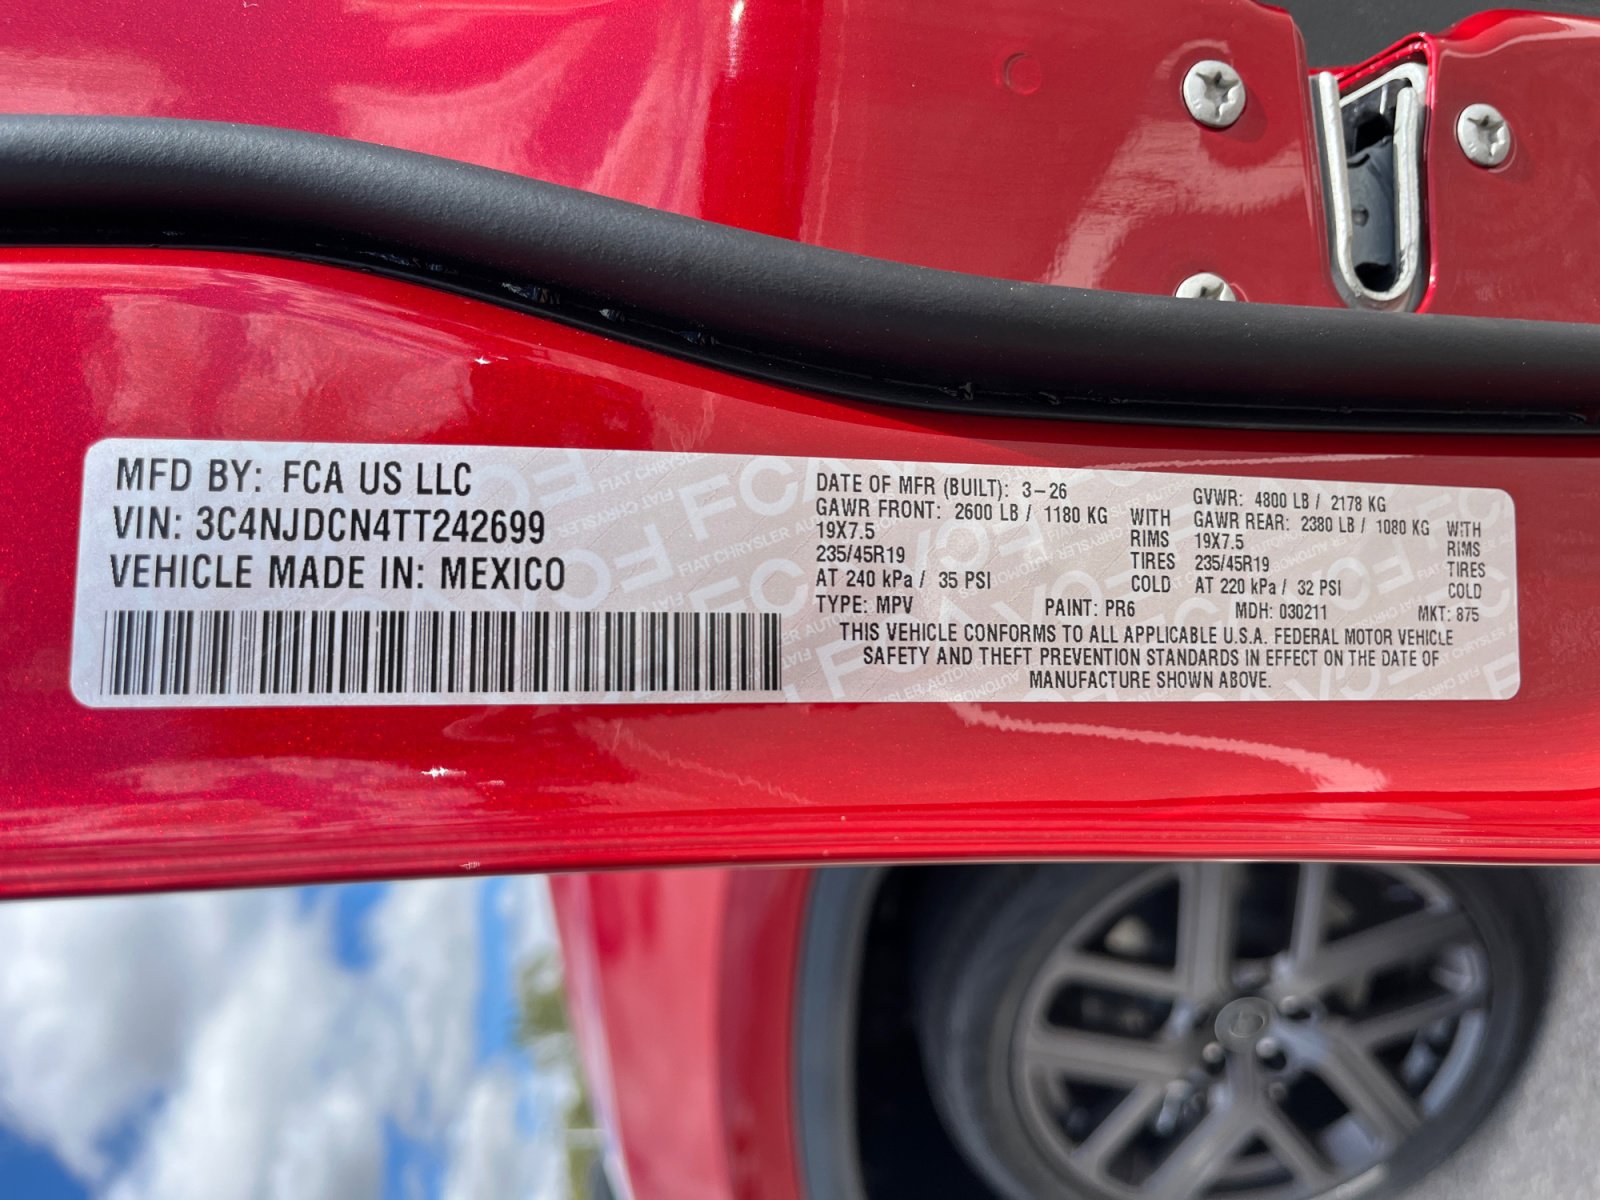 MFD BY: FCA US LLC
VIN: 3C4NJDCN4TT242699
VEHICLE MADE IN: MEXICO
DATE OF MFR (BUILT): 3-26
GVWR: 4800 LB / 2178 KG
GAWR FRONT: 2600 LB / 1180 KG WITH
19X7.5 RIMS
235/45R19 TIRES
AT 240 kPa / 35 PSI COLD
GAWR REAR: 2380 LB / 1080 KG WITH
19X7.5 RIMS
235/45R19 TIRES
AT 220 kPa / 32 PSI COLD
TYPE: MPV PAINT: PR6 MDH: 030211 MKT: 875
THIS VEHICLE CONFORMS TO ALL APPLICABLE U.S.A. FEDERAL MOTOR VEHICLE
SAFETY AND THEFT PREVENTION STANDARDS IN EFFECT ON THE DATE OF
MANUFACTURE SHOWN ABOVE.